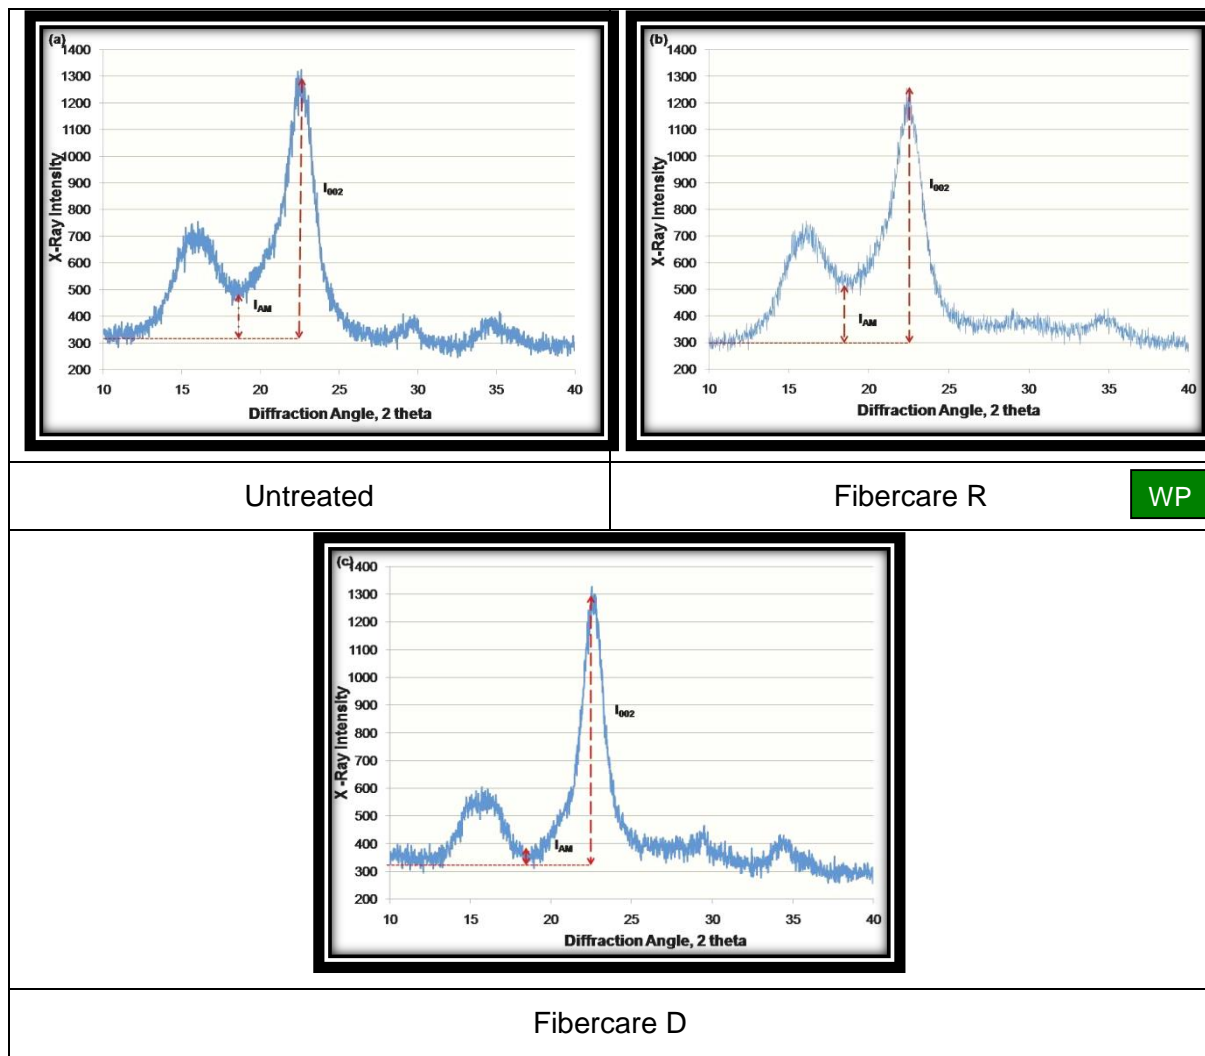 (a)
1400
1300
1200
1100
1000
900
800
700
600
500
400
300
200
X-Ray Intensity
I002
IAM
10 15 20 25 30 35 40
Diffraction Angle, 2 theta
(b)
1400
1300
1200
1100
1000
900
800
700
600
500
400
300
200
X-Ray Intensity
I002
IAM
10 15 20 25 30 35 40
Diffraction Angle, 2 theta
Untreated
Fibercare R
WP
(c)
1400
1300
1200
1100
1000
900
800
700
600
500
400
300
200
X -Ray Intensity
I002
IAM
10 15 20 25 30 35 40
Diffraction Angle, 2 theta
Fibercare D